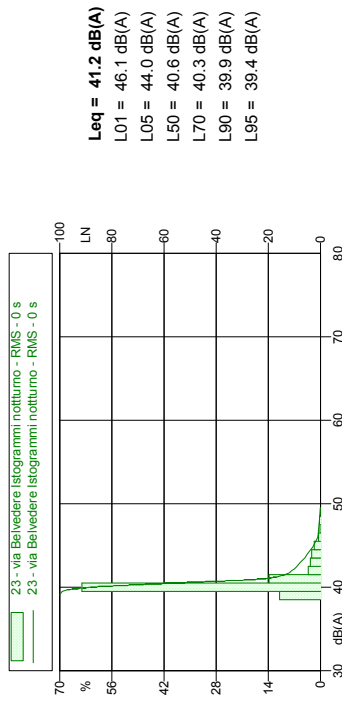 23 - via Belvedere Istogrammi notturno - RMS - 0 s
23 - via Belvedere Istogrammi notturno - RMS - 0 s
% LN
70 100
56 80
42 60
28 40
14 20
0 0
30 40 50 60 70 80
dB(A)
Leq = 41.2 dB(A)
L01 = 46.1 dB(A)
L05 = 44.0 dB(A)
L50 = 40.6 dB(A)
L70 = 40.3 dB(A)
L90 = 39.9 dB(A)
L95 = 39.4 dB(A)